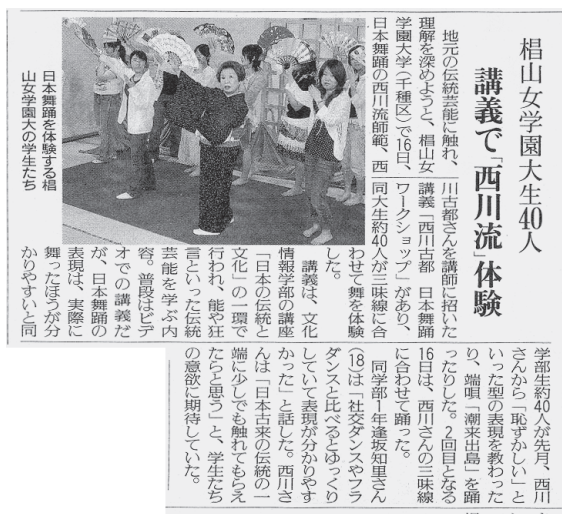 椙山女学園大生40人
講義で「西川流」体験
地元の伝統芸能に触れ、
理解を深めようと、椙山女
学園大学(千種区)で16日、
日本舞踊の西川流師範、西
川古都さんを講師に招いた
講義「西川古都 日本舞踊
ワークショップ」があり、
同大生約40人が三味線に合
わせて舞を体験
した。
講義は、文化
情報学部の講座
「日本の伝統と
文化」の一環で
行われ、能や狂
言といった伝統
芸能を学ぶ内
容。普段はビデ
オでの講義だ
が、日本舞踊の
表現は、実際に
舞ったほうが分
かりやすいと同
学部生約40人が先月、西川
さんから「恥ずかしい」と
いった型の表現を教わった
り、端唄「潮来出島」を踊
ったりした。2回目となる
16日は、西川さんの三味線
に合わせて踊った。
同学部1年逢坂知里さん
(18)は「社交ダンスやフラ
ダンスと比べるとゆっくり
していて表現が分かりやす
かった」と話した。西川さ
んは「日本古来の伝統の一
端に少しでも触れてもらえ
たらと思う」と、学生たち
の意欲に期待していた。
日本舞踊を体験する椙
山女学園大の学生たち